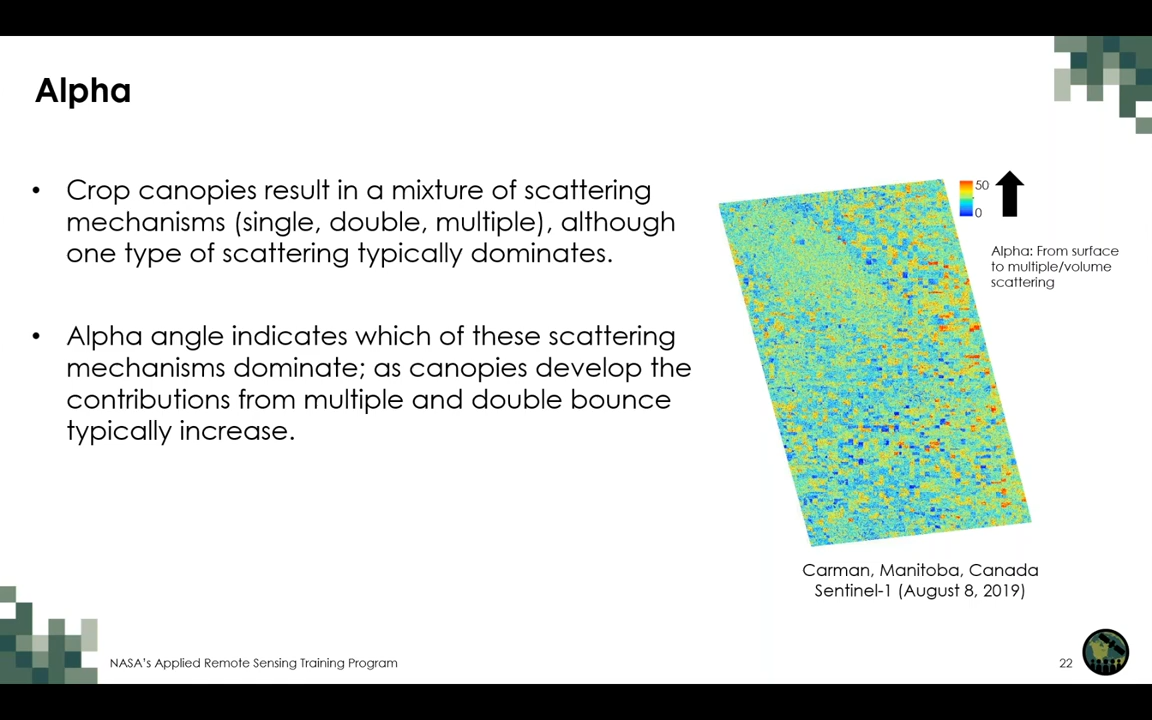 Alpha
• Crop canopies result in a mixture of scattering
mechanisms (single, double, multiple), although
one type of scattering typically dominates.
• Alpha angle indicates which of these scattering
mechanisms dominate; as canopies develop the
contributions from multiple and double bounce
typically increase.
50
0
Alpha: From surface
to multiple/volume
scattering
Carman, Manitoba, Canada
Sentinel-1 (August 8, 2019)
NASA's Applied Remote Sensing Training Program
22